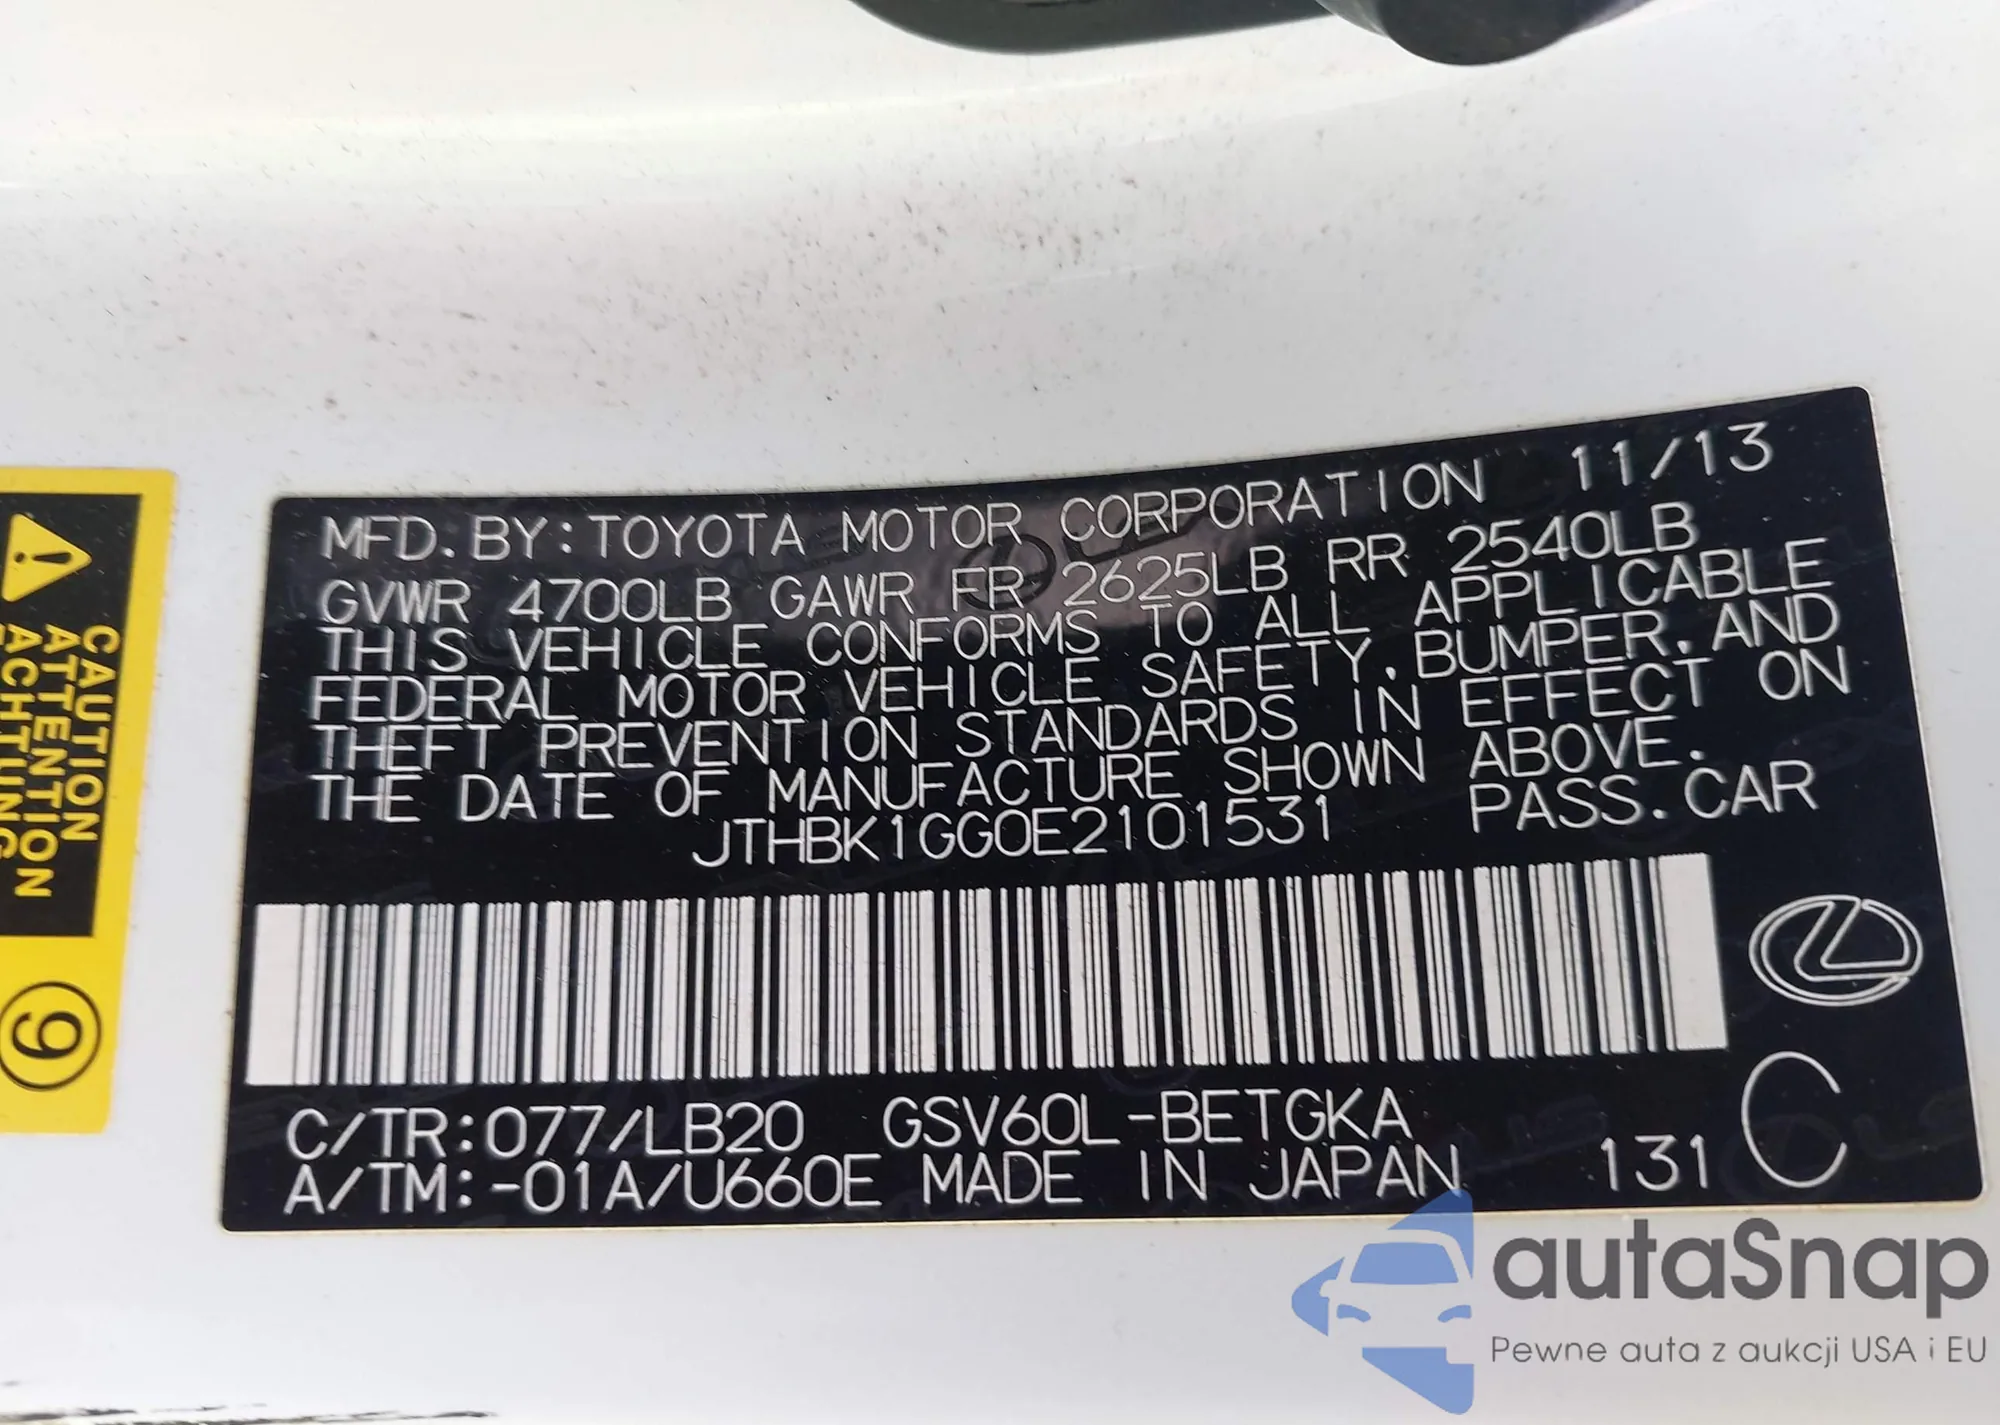 MFD. BY: TOYOTA MOTOR CORPORATION 11/13
GVWR 4700LB GAWR FR 2625LB RR 2540LB
THIS VEHICLE CONFORMS TO ALL APPLICABLE
FEDERAL MOTOR VEHICLE SAFETY, BUMPER, AND
THEFT PREVENTION STANDARDS IN EFFECT ON
THE DATE OF MANUFACTURE SHOWN ABOVE.
JTHBK1GG0E2101531 PASS. CAR
C/TR: 077/LB20 GSV60L-BETGKA
A/TM: -01A/U660E MADE IN JAPAN 131 C
CAUTION
ATTENTION
ACHTUNG
9
autaSnap
Pewne auta z aukcji USA i EU